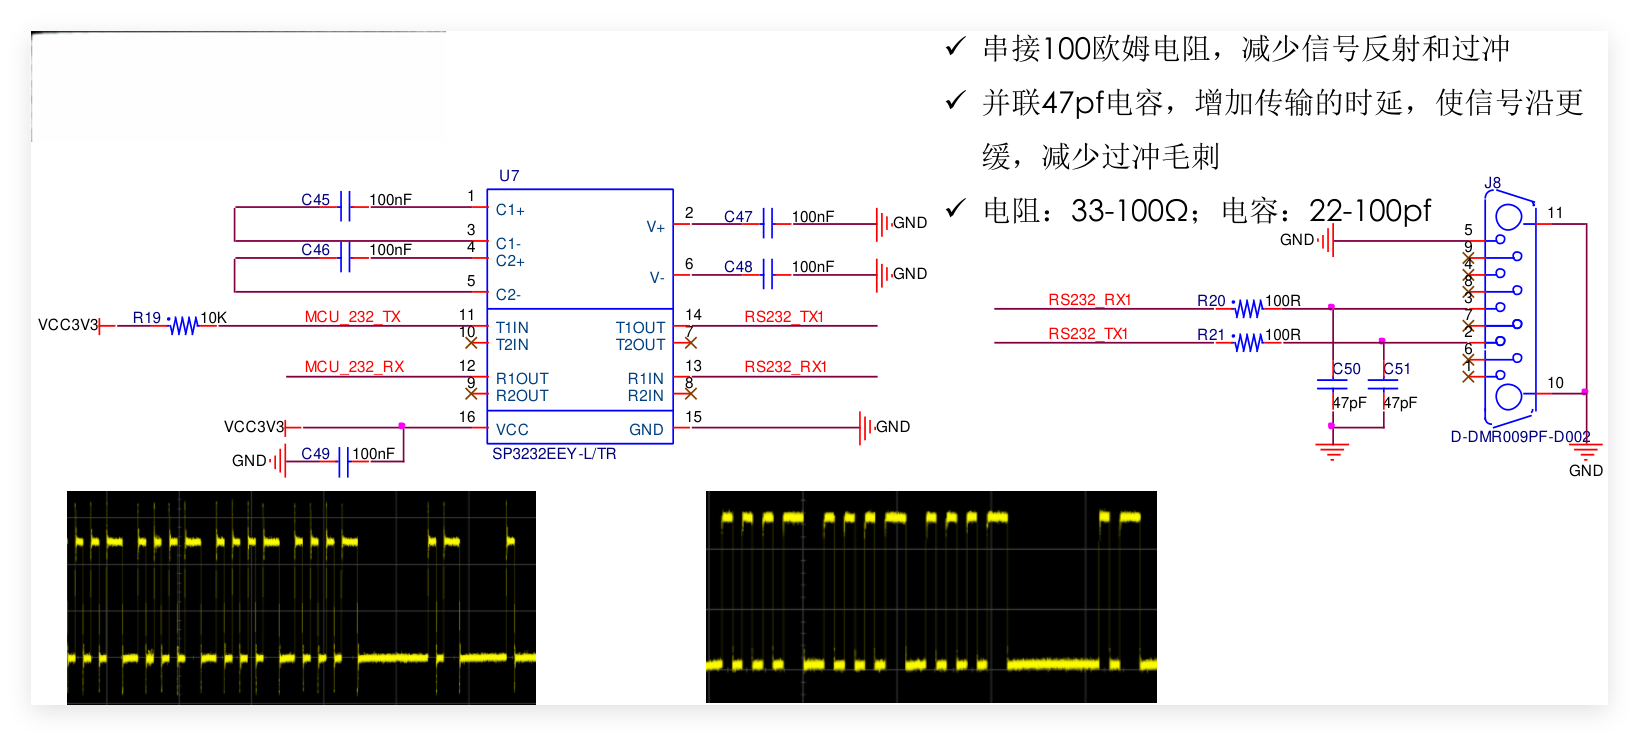 串接100欧姆电阻，减少信号反射和过冲
并联47pf电容，增加传输的时延，使信号沿更
缓，减少过冲毛刺
电阻：33-100Ω；电容：22-100pf
U7
C45 100nF 1 C1+
3 C1-
C46 100nF 4 C2+
5 C2-
V+ 2 C47 100nF GND
V- 6 C48 100nF GND
VCC3V3 R19 10K MCU_232_TX 11 T1IN
10 T2IN
MCU_232_RX 12 R1OUT
9 R2OUT
T1OUT 14 RS232_TX1
T2OUT 7
R1IN 13 RS232_RX1
R2IN 8
VCC3V3 16 VCC
GND 15 GND
GND C49 100nF
SP3232EEY-L/TR
J8
11
GND 5
9
4
8
RS232_RX1 R20 100R 3
7
RS232_TX1 R21 100R 2
6
1
C50 C51
47pF 47pF
10
D-DMR009PF-D002
GND